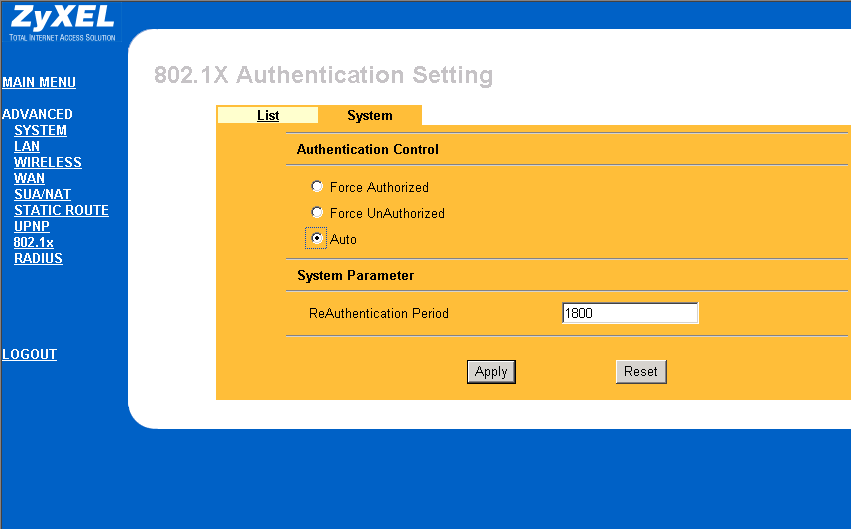 ZyXEL
TOTAL INTERNET ACCESS SOLUTION
MAIN MENU
ADVANCED
SYSTEM
LAN
WIRELESS
WAN
SUA/NAT
STATIC ROUTE
UPNP
802.1x
RADIUS
LOGOUT
802.1X Authentication Setting
List System
Authentication Control
Force Authorized
Force UnAuthorized
Auto
System Parameter
ReAuthentication Period 1800
Apply Reset